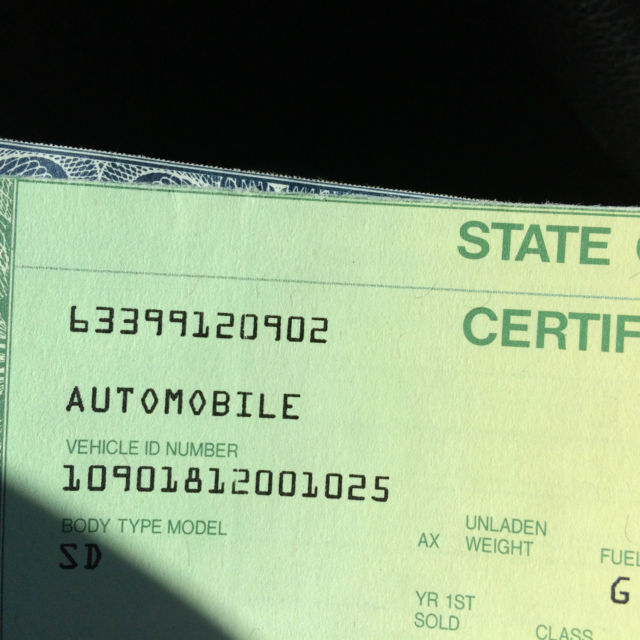 STATE
63399120902
CERTIF
AUTOMOBILE
VEHICLE ID NUMBER
10901812001025
BODY TYPE MODEL
AX
UNLADEN
WEIGHT
FUEL
SD
G
YR 1ST
SOLD
CLASS